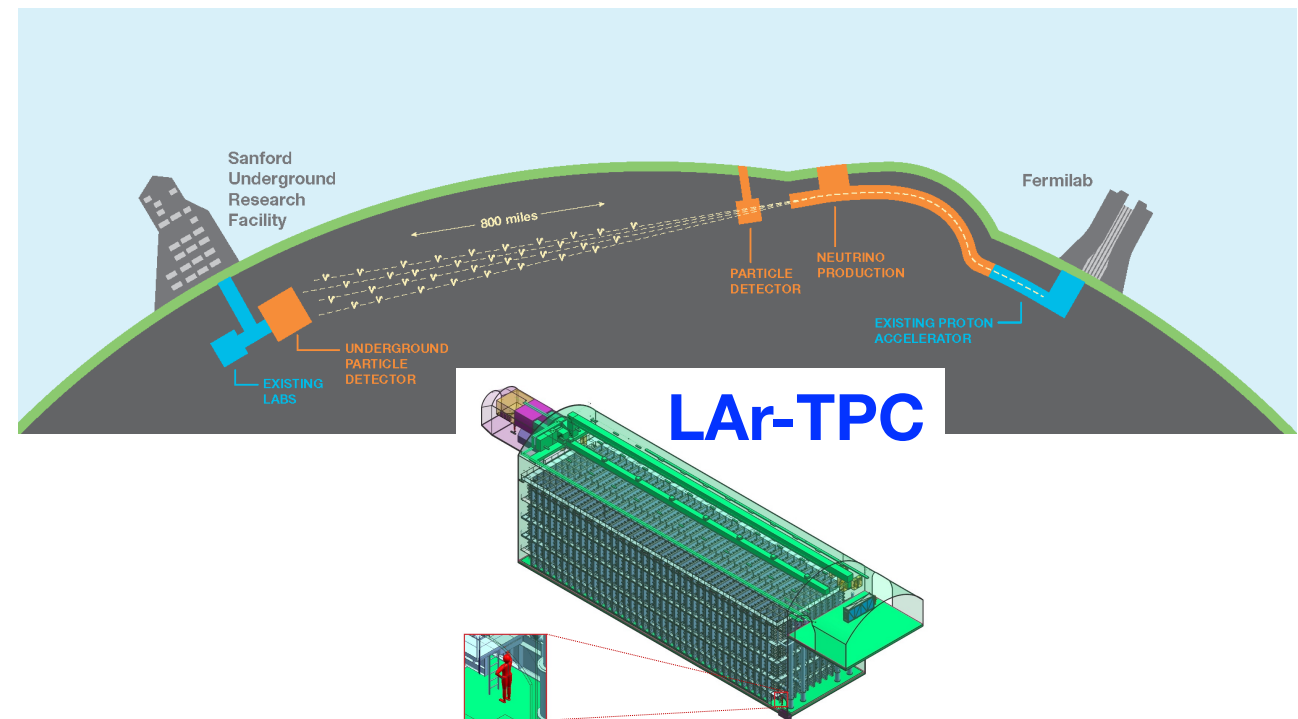 Sanford
Underground
Research
Facility
Fermilab
800 miles
PARTICLE
DETECTOR
NEUTRINO
PRODUCTION
EXISTING PROTON
ACCELERATOR
UNDERGROUND
PARTICLE
DETECTOR
EXISTING
LABS
LAr-TPC